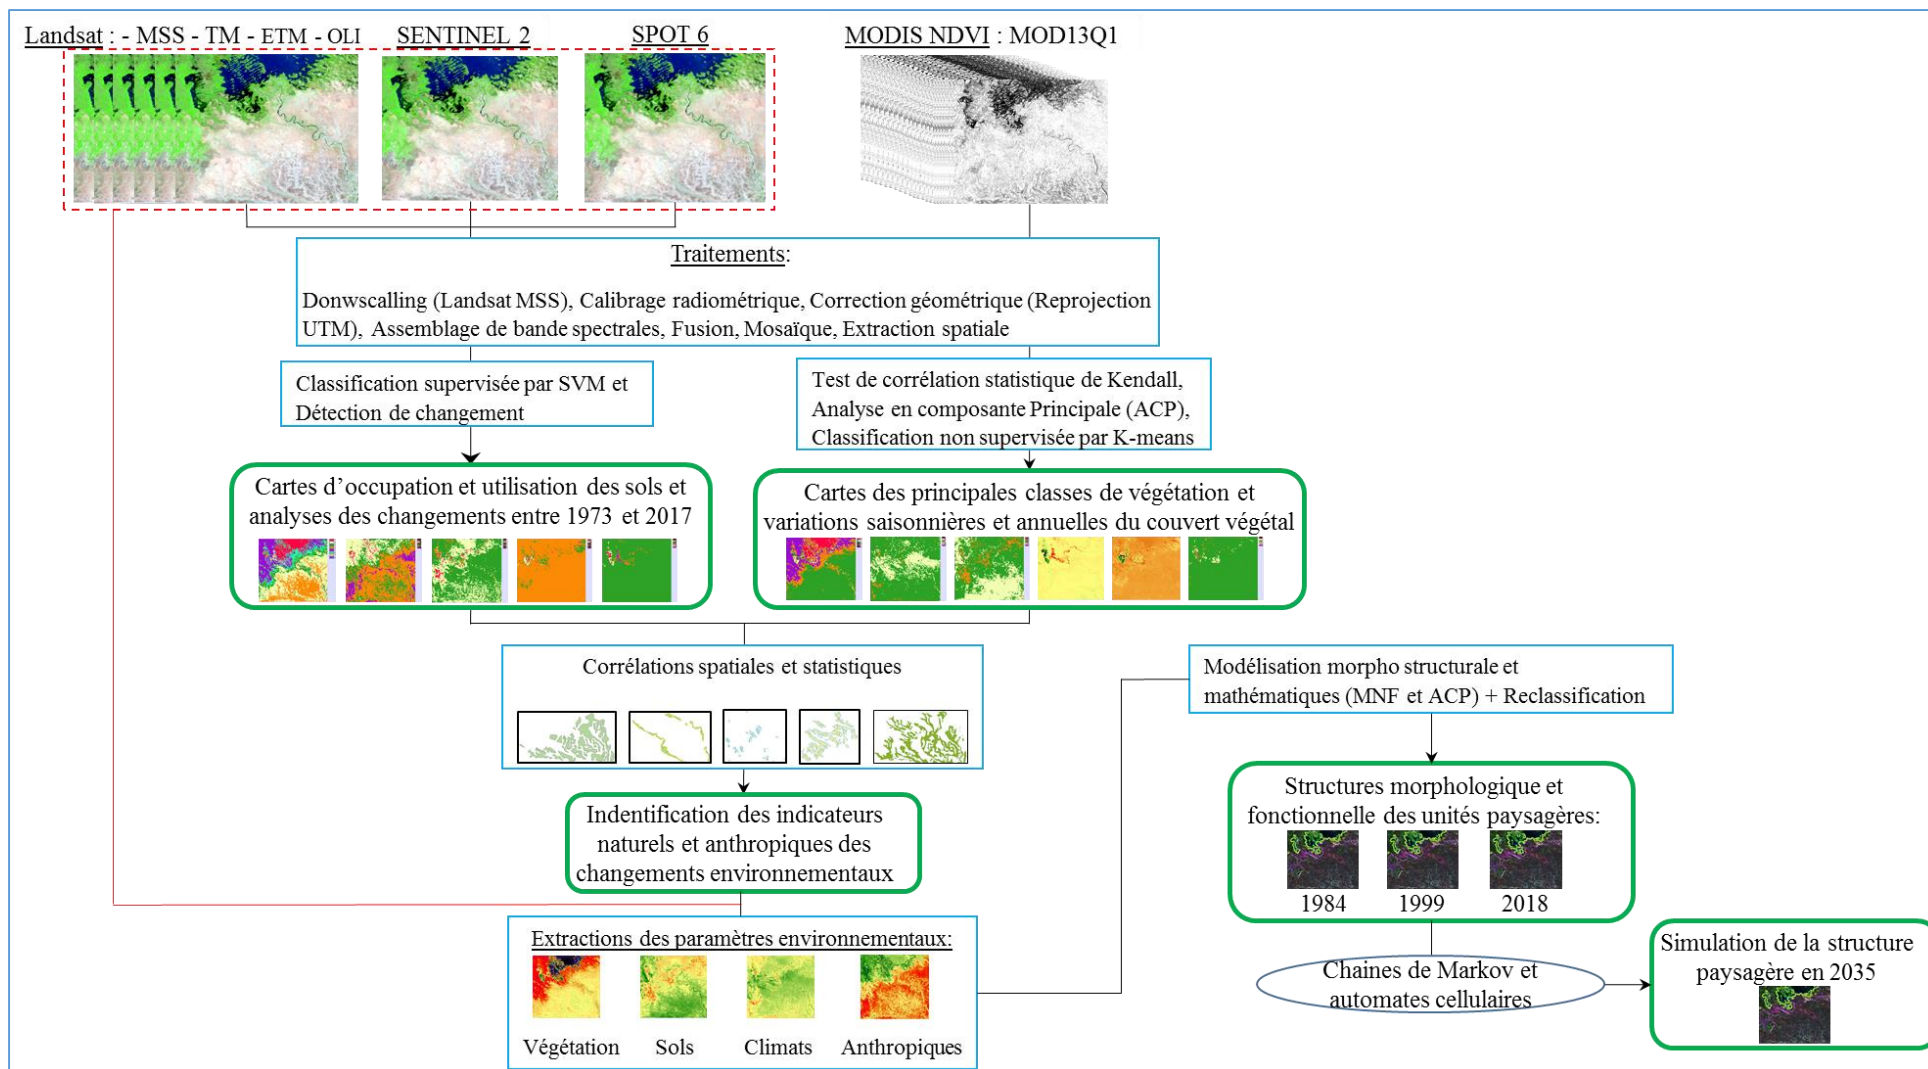 Landsat : - MSS - TM - ETM - OLI
SENTINEL 2
SPOT 6
MODIS NDVI : MOD13Q1
Traitements:
Donwscalling (Landsat MSS), Calibrage radiométrique, Correction géométrique (Reprojection
UTM), Assemblage de bande spectrales, Fusion, Mosaïque, Extraction spatiale
Classification supervisée par SVM et
Détection de changement
Test de corrélation statistique de Kendall,
Analyse en composante Principale (ACP),
Classification non supervisée par K-means
Cartes d’occupation et utilisation des sols et
analyses des changements entre 1973 et 2017
Cartes des principales classes de végétation et
variations saisonnières et annuelles du couvert végétal
Corrélations spatiales et statistiques
Modélisation morpho structurale et
mathématiques (MNF et ACP) + Reclassification
Indentification des indicateurs
naturels et anthropiques des
changements environnementaux
Structures morphologique et
fonctionnelle des unités paysagères:
1984
1999
2018
Extractions des paramètres environnementaux:
Végétation
Sols
Climats
Anthropiques
Chaines de Markov et
automates cellulaires
Simulation de la structure
paysagère en 2035